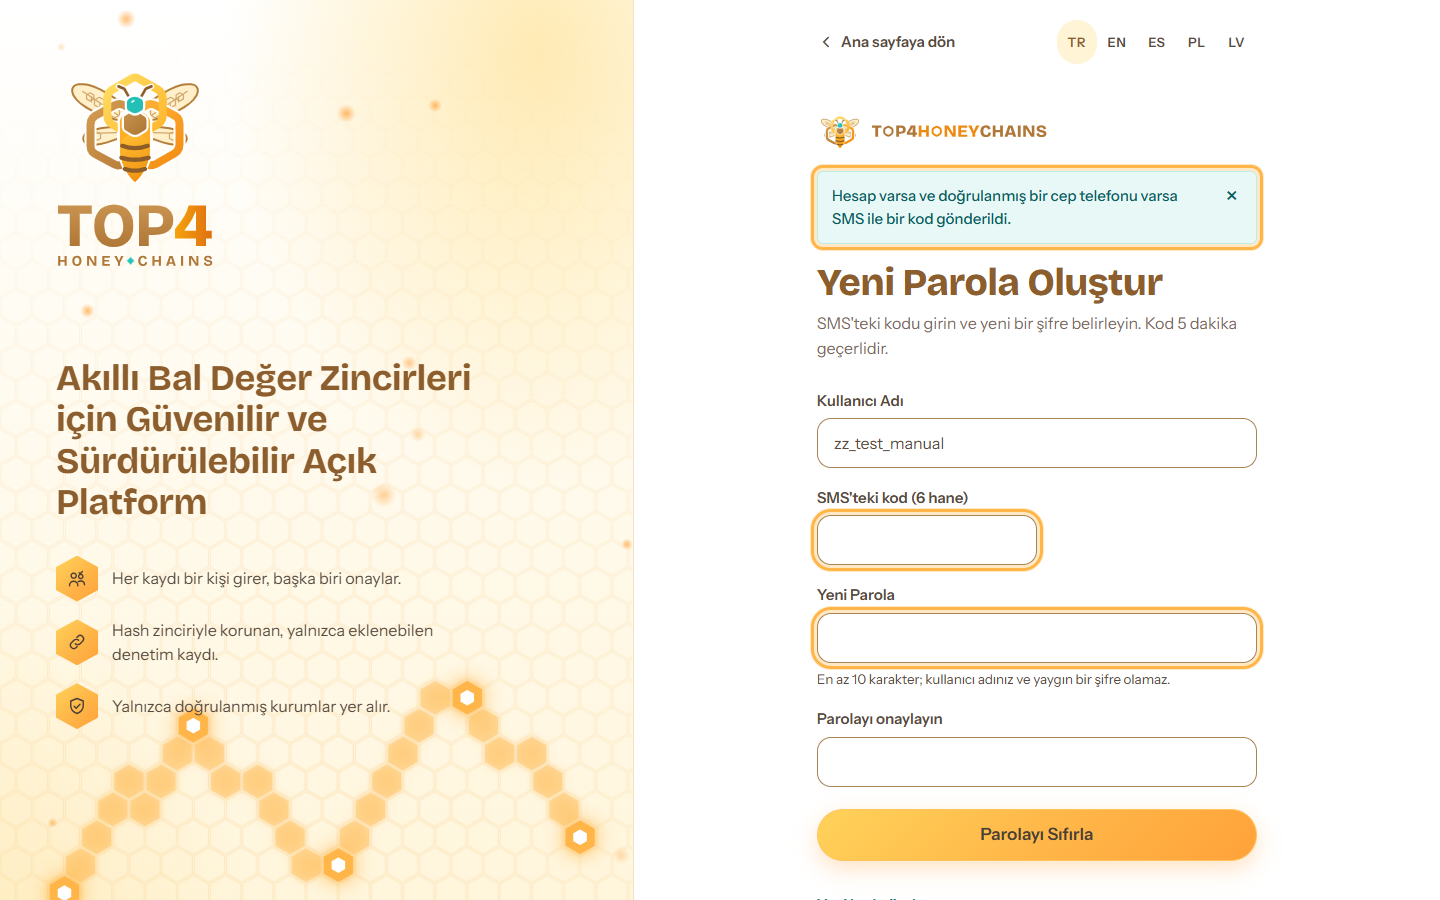 TOP4
HONEY CHAINS
Akıllı Bal Değer Zincirleri
için Güvenilir ve
Sürdürülebilir Açık
Platform
Her kaydı bir kişi girer, başka biri onaylar.
Hash zinciriyle korunan, yalnızca eklenebilen
denetim kaydı.
Yalnızca doğrulanmış kurumlar yer alır.
Ana sayfaya dön
TR EN ES PL LV
TOP4HONEYCHAINS
Hesap varsa ve doğrulanmış bir cep telefonu varsa
SMS ile bir kod gönderildi.
Yeni Parola Oluştur
SMS'teki kodu girin ve yeni bir şifre belirleyin. Kod 5 dakika
geçerlidir.
Kullanıcı Adı
zz_test_manual
SMS'teki kod (6 hane)
Yeni Parola
En az 10 karakter; kullanıcı adınız ve yaygın bir şifre olamaz.
Parolayı onaylayın
Parolayı Sıfırla